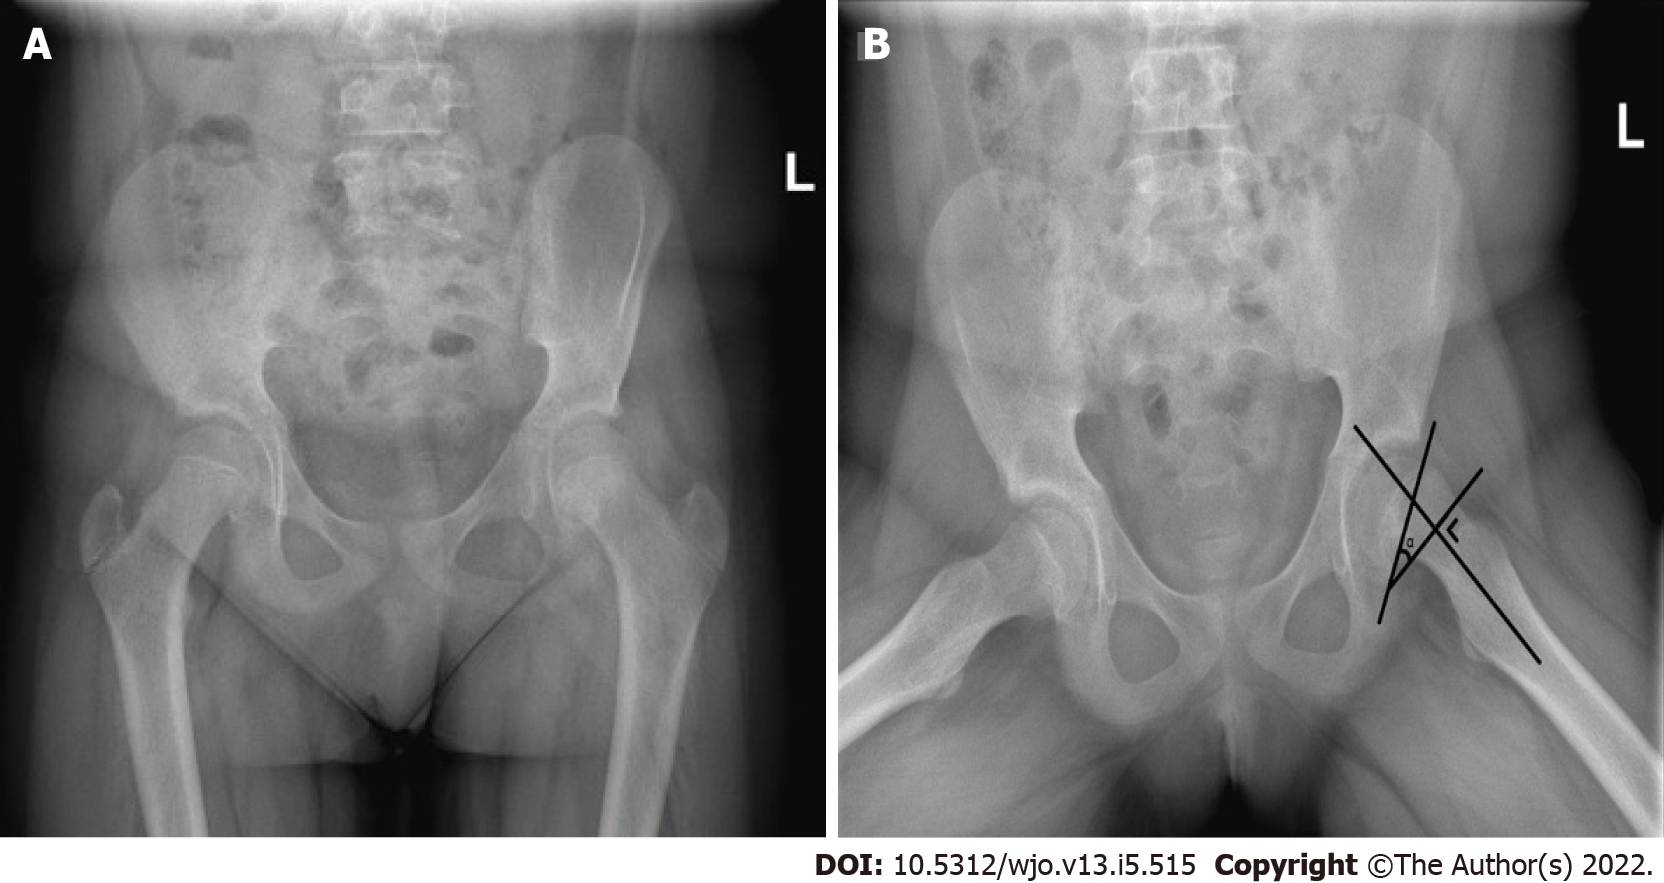 A
B
L
L
α
DOI: 10.5312/wjo.v13.i5.515 Copyright ©The Author(s) 2022.